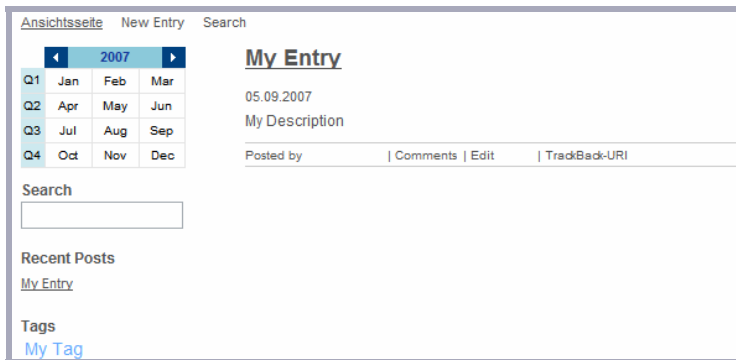 Ansichtsseite New Entry Search
2007
Q1 Jan Feb Mar
Q2 Apr May Jun
Q3 Jul Aug Sep
Q4 Oct Nov Dec
Search
Recent Posts
My Entry
Tags
My Tag
My Entry
05.09.2007
My Description
Posted by | Comments | Edit | TrackBack-URI